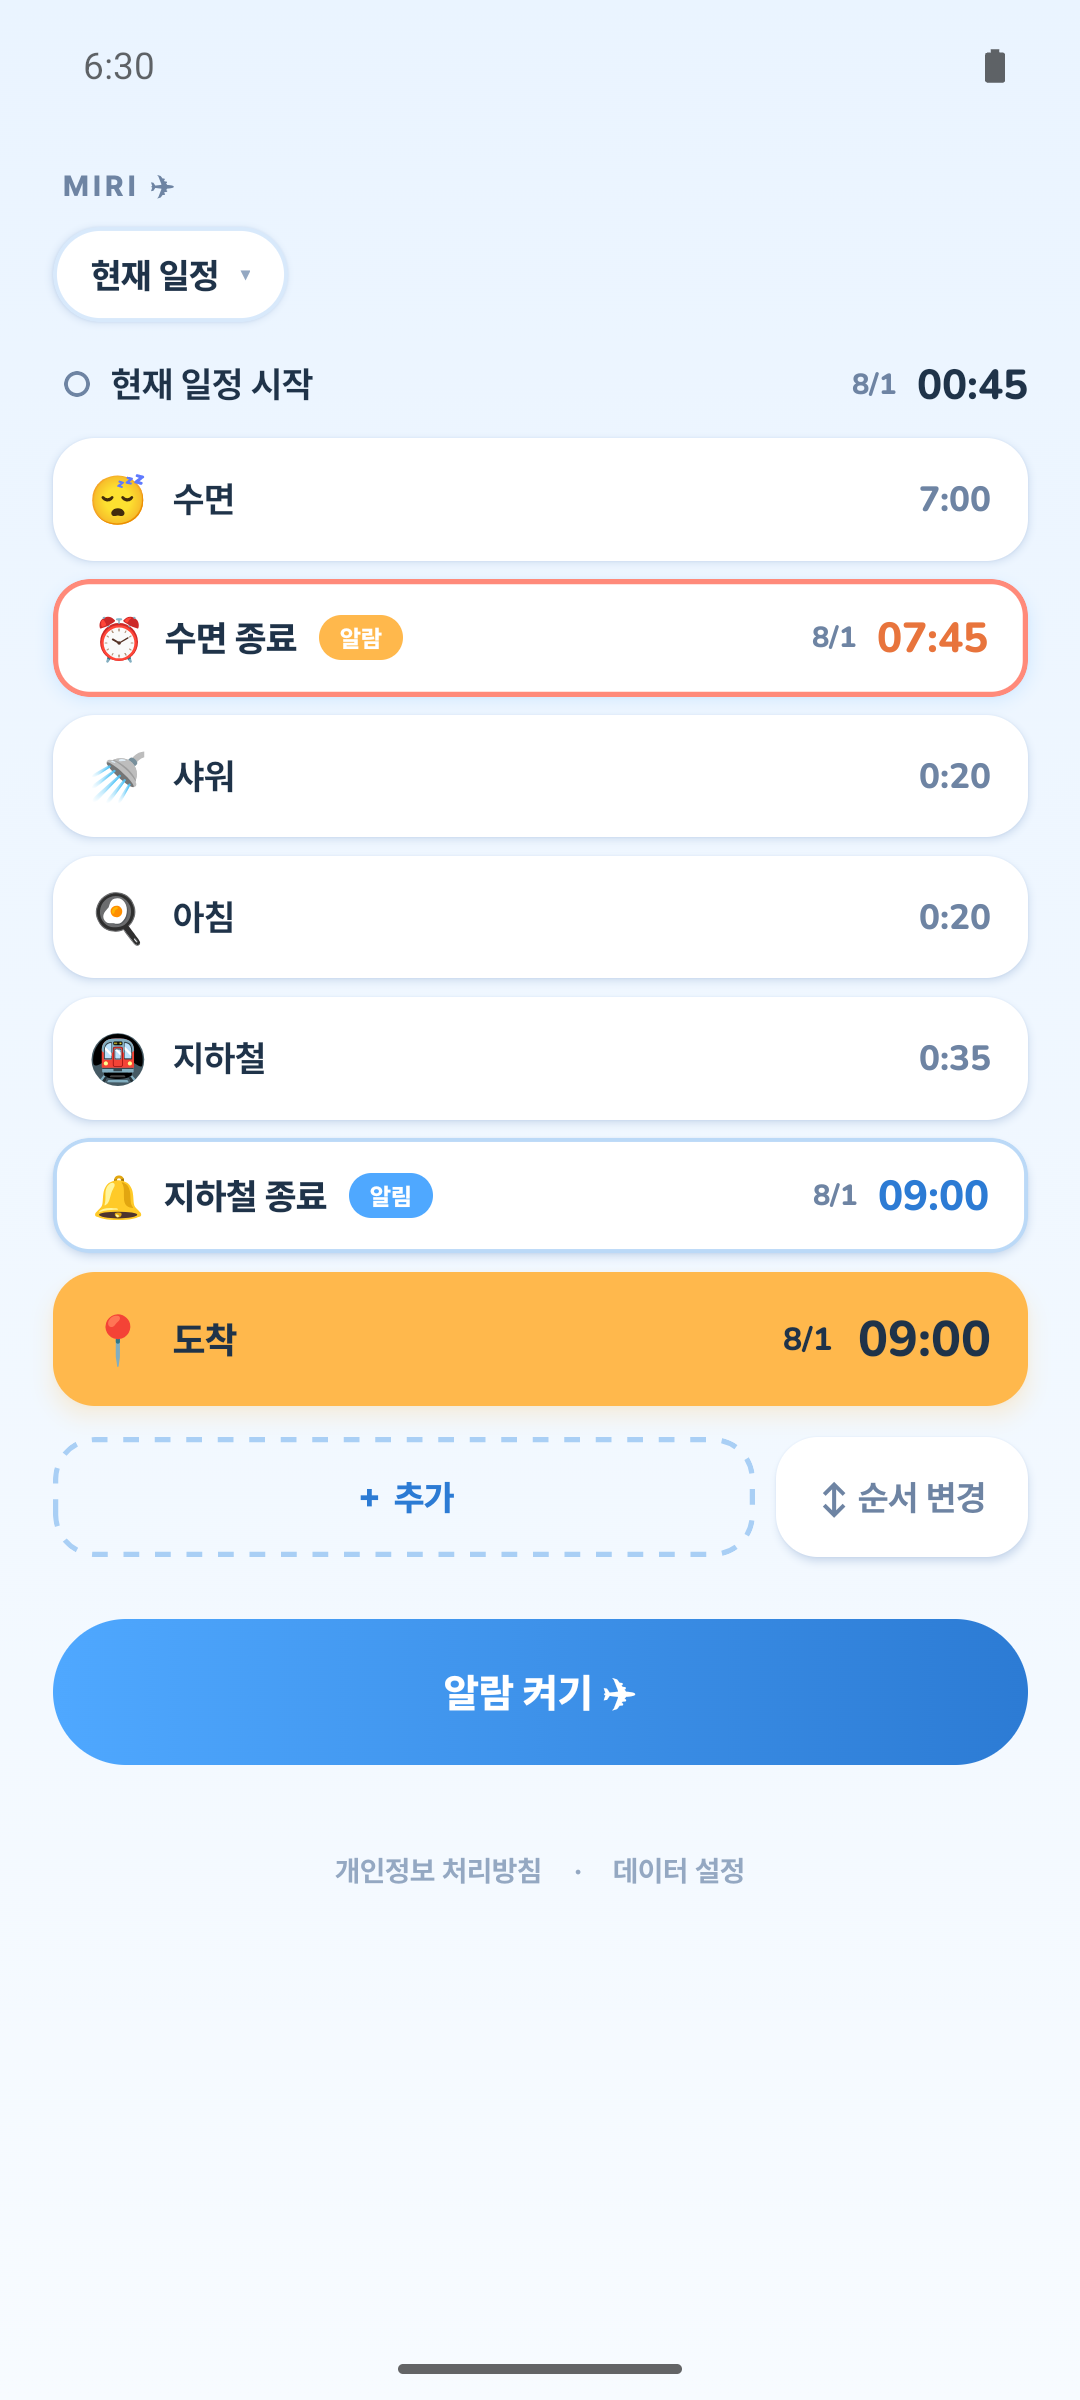 6:30
MIRI ✈
현재 일정 ▾
현재 일정 시작 8/1 00:45
수면 7:00
수면 종료 알람 8/1 07:45
샤워 0:20
아침 0:20
지하철 0:35
지하철 종료 알림 8/1 09:00
도착 8/1 09:00
+ 추가
↕ 순서 변경
알람 켜기 ✈
개인정보 처리방침 · 데이터 설정